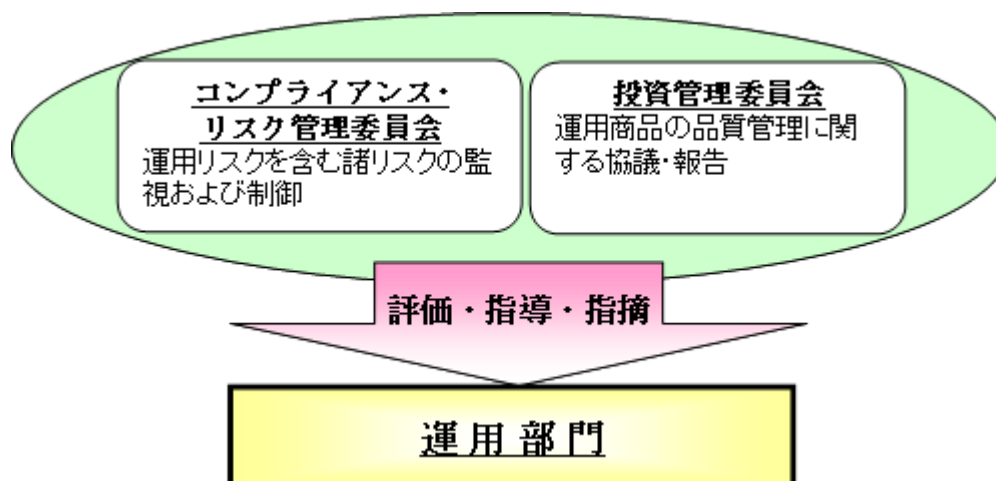 コンプライアンス・
リスク管理委員会
運用リスクを含む諸リスクの監
視および制御
投資管理委員会
運用商品の品質管理に関
する協議・報告
評価・指導・指摘
運用部門